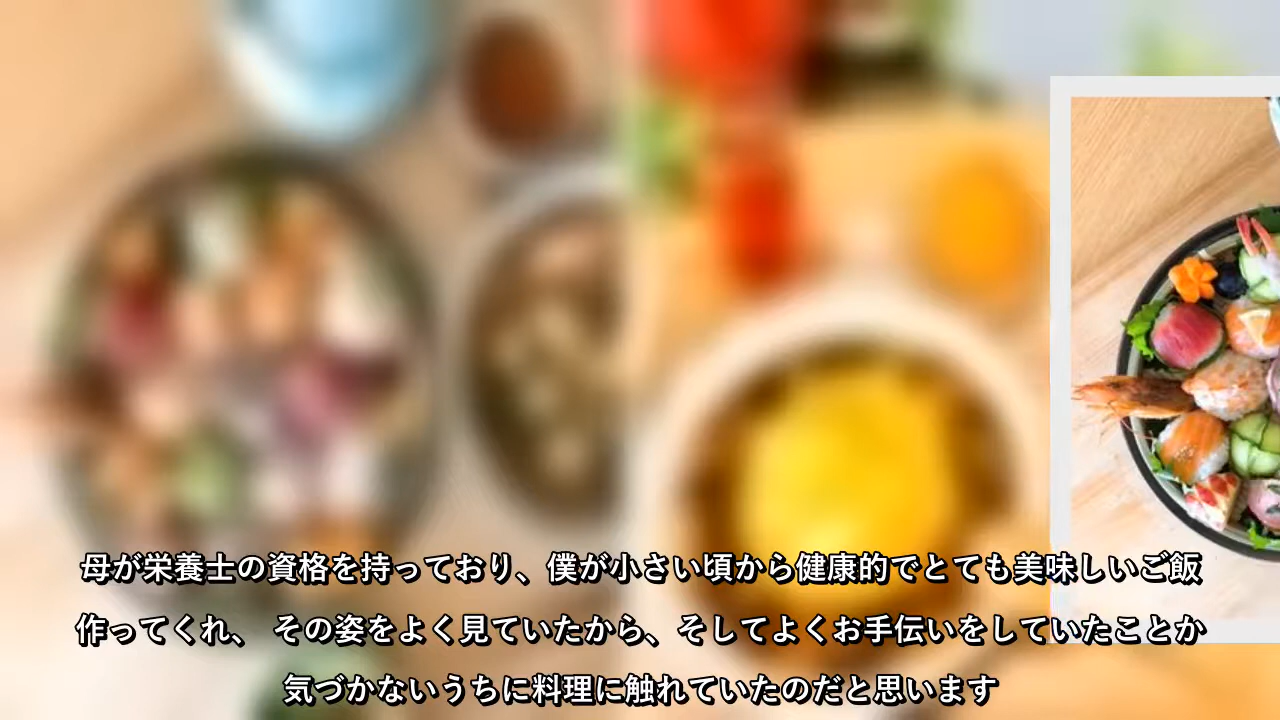 母が栄養士の資格を持っており、僕が小さい頃から健康的でとても美味しいご飯
作ってくれ、 その姿をよく見ていたから、そしてよくお手伝いをしていたことか
気づかないうちに料理に触れていたのだと思います